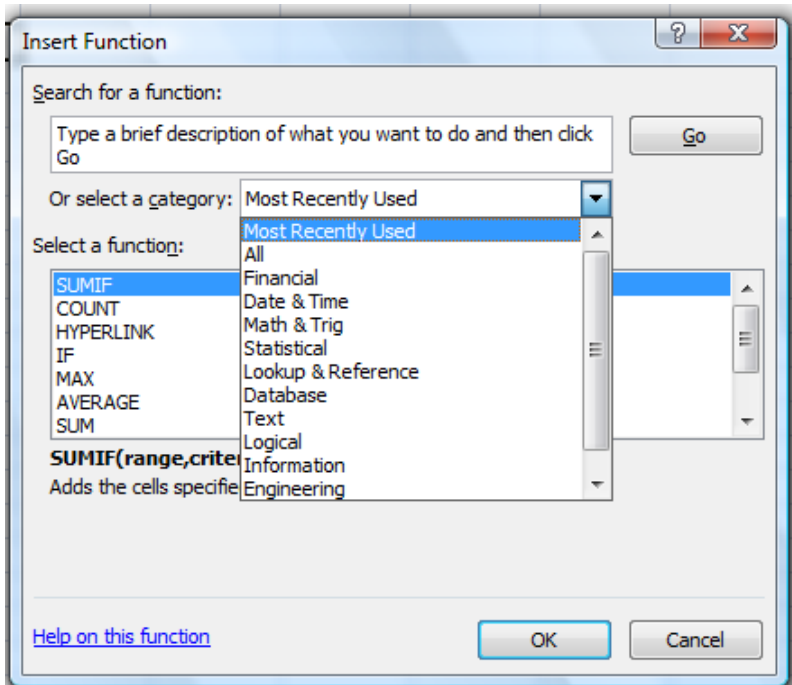 Insert Function
Search for a function:
Type a brief description of what you want to do and then click
Go
Go
Or select a category: Most Recently Used
Most Recently Used
All
Financial
Date & Time
Math & Trig
Statistical
Lookup & Reference
Database
Text
Logical
Information
Engineering
Select a function:
SUMIF
COUNT
HYPERLINK
IF
MAX
AVERAGE
SUM
SUMIF(range,criter
Adds the cells specifie
Help on this function
OK
Cancel